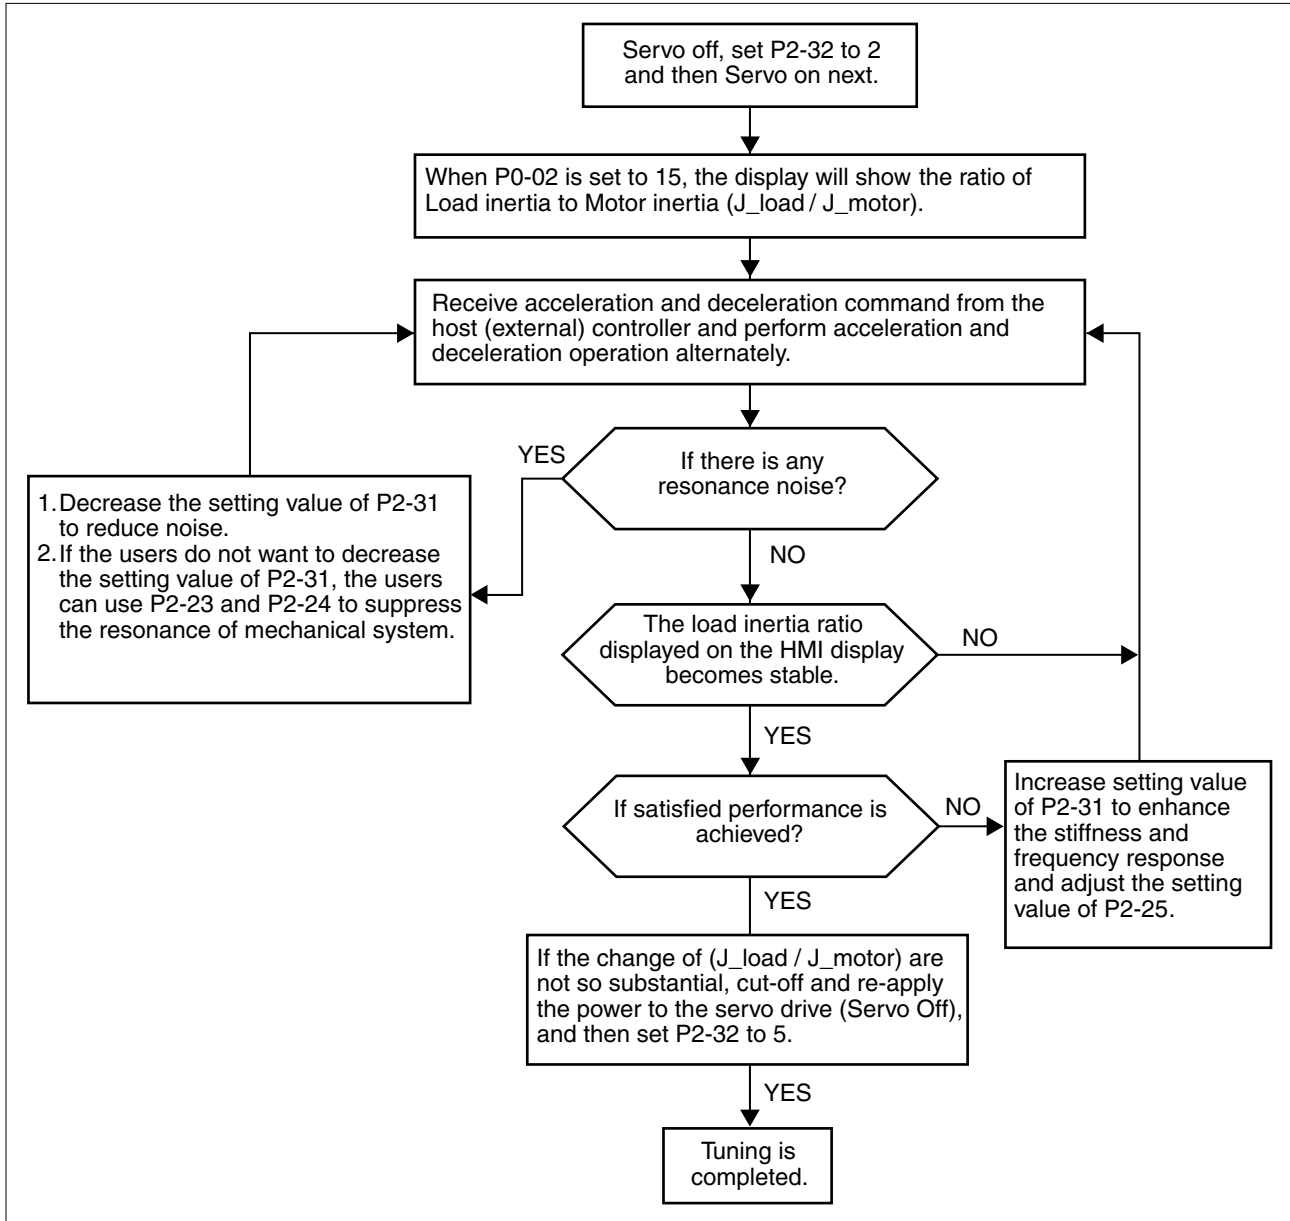 Servo off, set P2-32 to 2
and then Servo on next.
When P0-02 is set to 15, the display will show the ratio of
Load inertia to Motor inertia (J_load / J_motor).
Receive acceleration and deceleration command from the
host (external) controller and perform acceleration and
deceleration operation alternately.
YES
If there is any
resonance noise?
1. Decrease the setting value of P2-31
to reduce noise.
2. If the users do not want to decrease
the setting value of P2-31, the users
can use P2-23 and P2-24 to suppress
the resonance of mechanical system.
NO
The load inertia ratio
displayed on the HMI display
becomes stable.
NO
YES
If satisfied performance is
achieved?
NO
Increase setting value
of P2-31 to enhance
the stiffness and
frequency response
and adjust the setting
value of P2-25.
YES
If the change of (J_load / J_motor) are
not so substantial, cut-off and re-apply
the power to the servo drive (Servo Off),
and then set P2-32 to 5.
YES
Tuning is
completed.